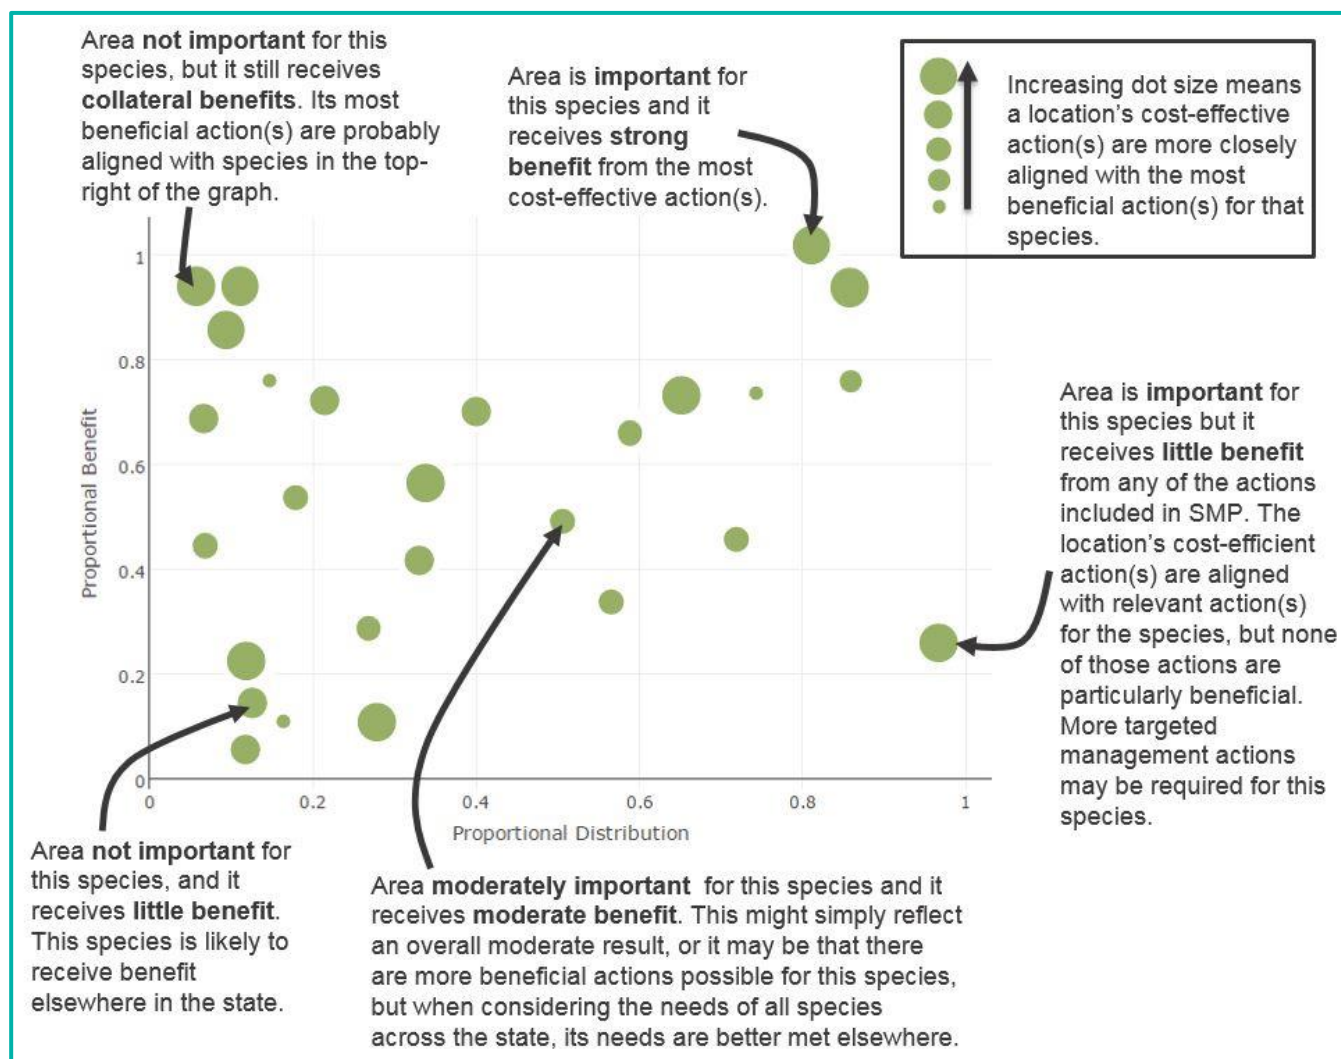 Area not important for this
species, but it still receives
collateral benefits. Its most
beneficial action(s) are probably
aligned with species in the top-
right of the graph.
Area is important for
this species and it
receives strong
benefit from the most
cost-effective action(s).
Increasing dot size means
a location's cost-effective
action(s) are more closely
aligned with the most
beneficial action(s) for that
species.
Proportional Benefit
1
0.8
0.6
0.4
0.2
0
0
0.2
0.4
0.6
0.8
1
Proportional Distribution
Area is important for
this species but it
receives little benefit
from any of the actions
included in SMP. The
location's cost-efficient
action(s) are aligned
with relevant action(s)
for the species, but none
of those actions are
particularly beneficial.
More targeted
management actions
may be required for this
species.
Area not important for
this species, and it
receives little benefit.
This species is likely to
receive benefit
elsewhere in the state.
Area moderately important for this species and it
receives moderate benefit. This might simply reflect
an overall moderate result, or it may be that there
are more beneficial actions possible for this species,
but when considering the needs of all species
across the state, its needs are better met elsewhere.